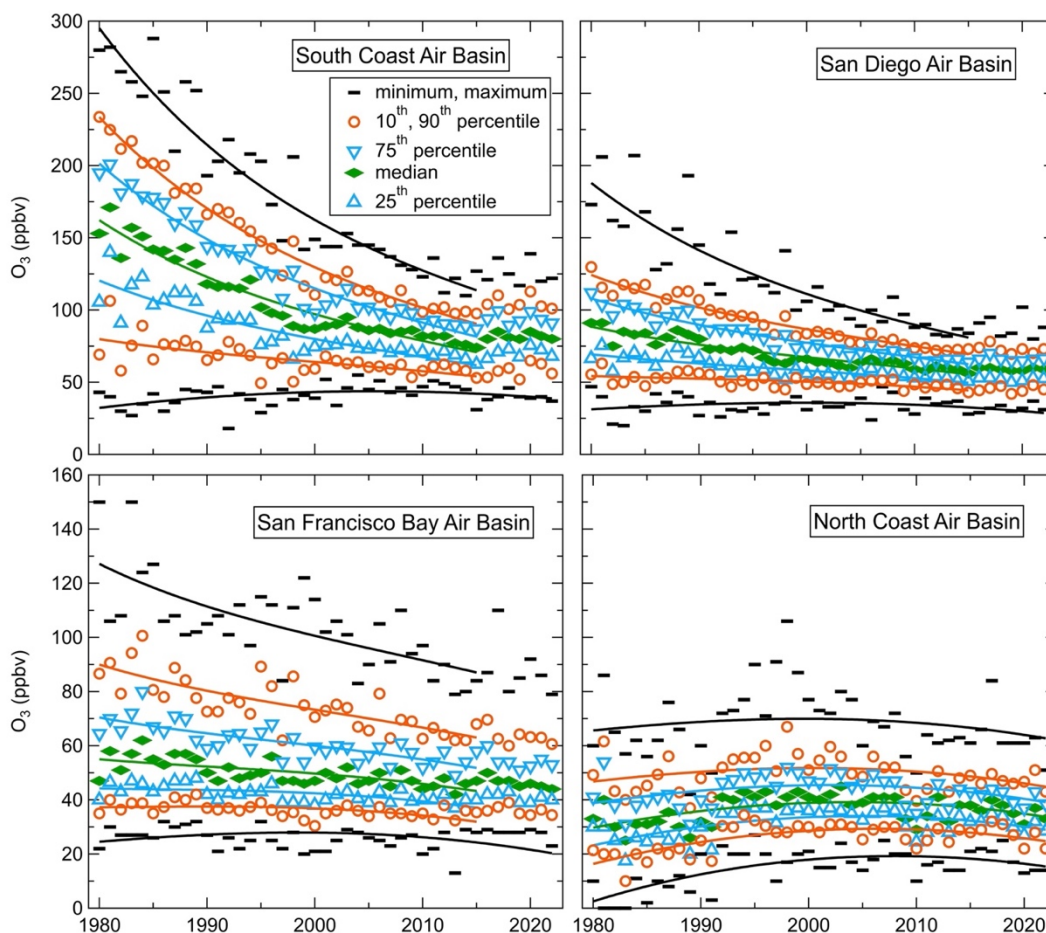 300
250
200
150
100
50
0
O₃ (ppbv)
South Coast Air Basin
minimum, maximum
10th, 90th percentile
75th percentile
median
25th percentile
San Diego Air Basin
160
140
120
100
80
60
40
20
0
O₃ (ppbv)
San Francisco Bay Air Basin
North Coast Air Basin
1980 1990 2000 2010 2020
1980 1990 2000 2010 2020